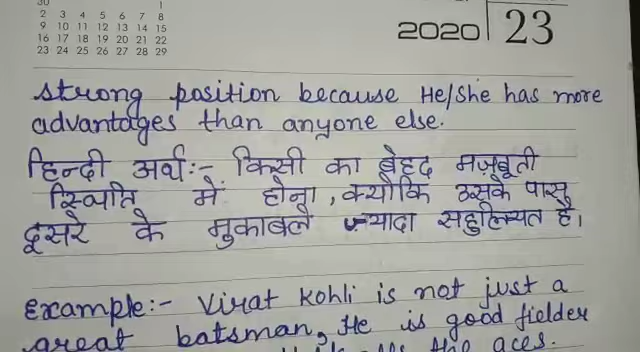 30 1
2 3 4 5 6 7 8
9 10 11 12 13 14 15
16 17 18 19 20 21 22
23 24 25 26 27 28 29
2020 23
strong position because He/She has more
advantages than anyone else.
हिन्दी अर्थ:- किसी का बेहद मज़बूती
स्थिति में होना, क्योकि उसके पास
दूसरे के मुकाबले ज्यादा सहुलियत है।
Example:- Virat Kohli is not just a
great batsman, He is good fielder
the aces.